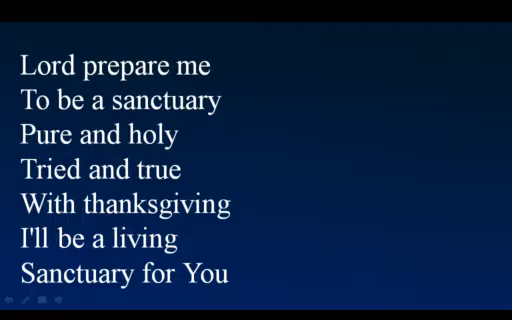 Lord prepare me
To be a sanctuary
Pure and holy
Tried and true
With thanksgiving
I'll be a living
Sanctuary for You